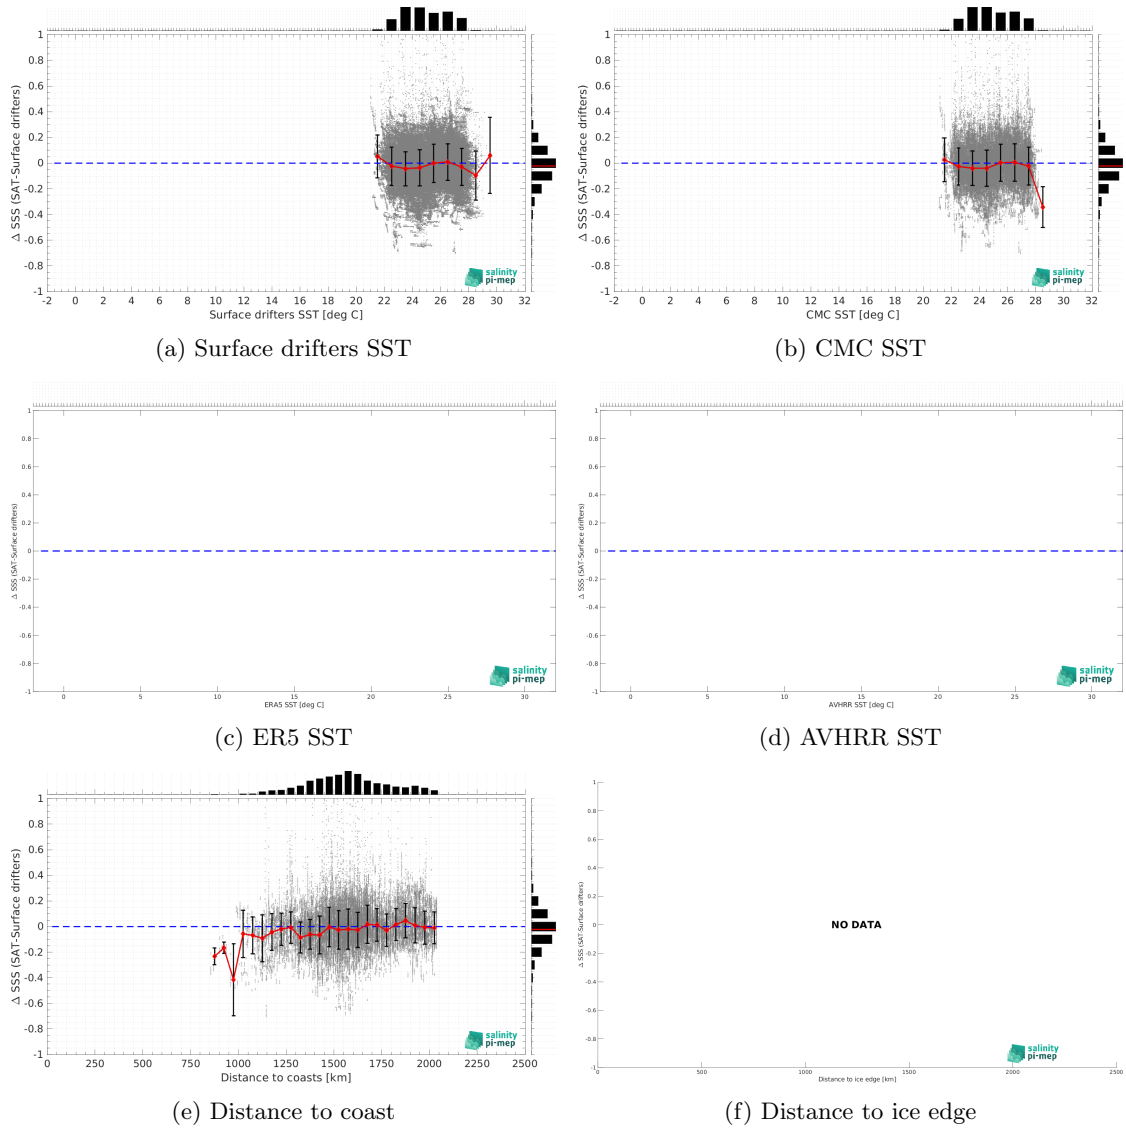 1
0.8
0.6
0.4
0.2
0
-0.2
-0.4
-0.6
-0.8
-1
Δ SSS (SAT-Surface drifters)
-2 0 2 4 6 8 10 12 14 16 18 20 22 24 26 28 30 32
Surface drifters SST [deg C]
salinity
pi-mep
(a) Surface drifters SST
1
0.8
0.6
0.4
0.2
0
-0.2
-0.4
-0.6
-0.8
-1
Δ SSS (SAT-Surface drifters)
-2 0 2 4 6 8 10 12 14 16 18 20 22 24 26 28 30 32
CMC SST [deg C]
salinity
pi-mep
(b) CMC SST
1
0.8
0.6
0.4
0.2
0
-0.2
-0.4
-0.6
-0.8
-1
Δ SSS (SAT-Surface drifters)
0 5 10 15 20 25 30
ERA5 SST [deg C]
salinity
pi-mep
(c) ER5 SST
1
0.8
0.6
0.4
0.2
0
-0.2
-0.4
-0.6
-0.8
-1
Δ SSS (SAT-Surface drifters)
0 5 10 15 20 25 30
AVHRR SST [deg C]
salinity
pi-mep
(d) AVHRR SST
1
0.8
0.6
0.4
0.2
0
-0.2
-0.4
-0.6
-0.8
-1
Δ SSS (SAT-Surface drifters)
0 250 500 750 1000 1250 1500 1750 2000 2250 2500
Distance to coasts [km]
salinity
pi-mep
(e) Distance to coast
1
0.8
0.6
0.4
0.2
0
-0.2
-0.4
-0.6
-0.8
-1
Δ SSS (SAT-Surface drifters)
NO DATA
0 500 1000 1500 2000 2500
Distance to ice edge [km]
salinity
pi-mep
(f) Distance to ice edge